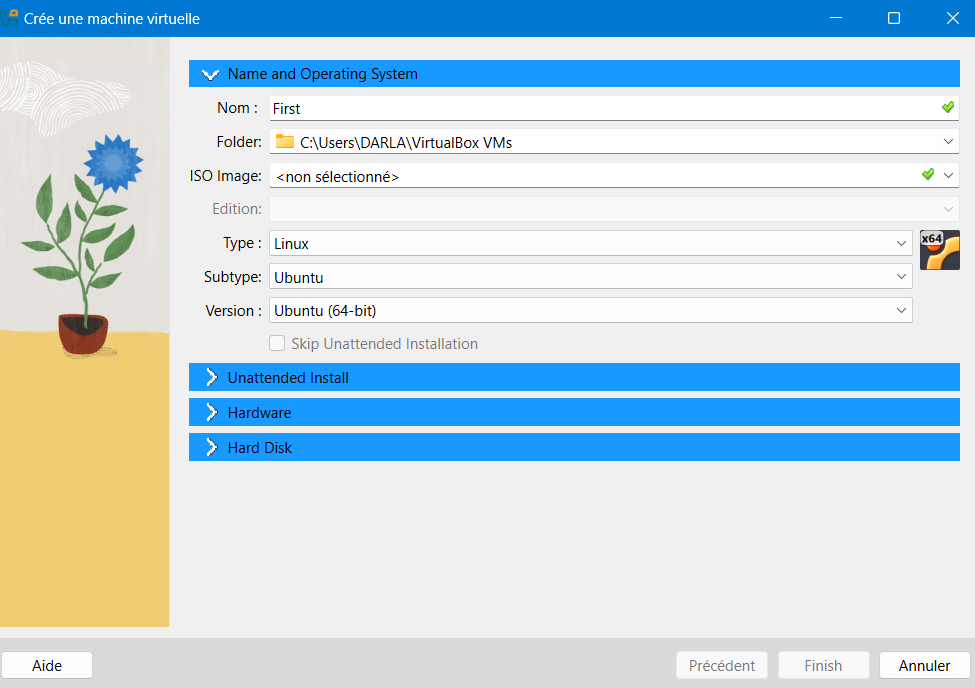 Crée une machine virtuelle
Name and Operating System
Nom : First
Folder: C:\Users\DARLA\VirtualBox VMs
ISO Image: <non sélectionné>
Edition:
Type : Linux
x64
Subtype: Ubuntu
Version : Ubuntu (64-bit)
Skip Unattended Installation
Unattended Install
Hardware
Hard Disk
Aide Précédent Finish Annuler